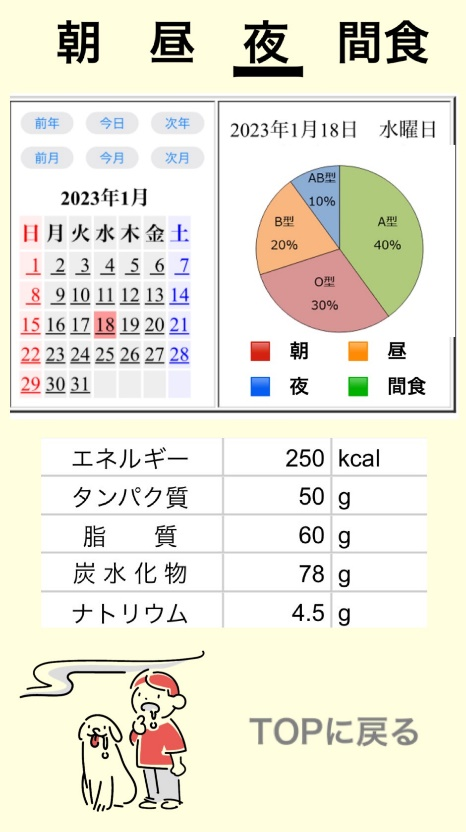 朝 昼 夜 間食
前年 今日 次年
前月 今月 次月
2023年1月
日 月 火 水 木 金 土
1 2 3 4 5 6 7
8 9 10 11 12 13 14
15 16 17 18 19 20 21
22 23 24 25 26 27 28
29 30 31
2023年1月18日 水曜日
AB型
10%
A型
40%
B型
20%
O型
30%
朝 昼
夜 間食
エネルギー 250 kcal
タンパク質 50 g
脂 質 60 g
炭水化物 78 g
ナトリウム 4.5 g
TOPに戻る